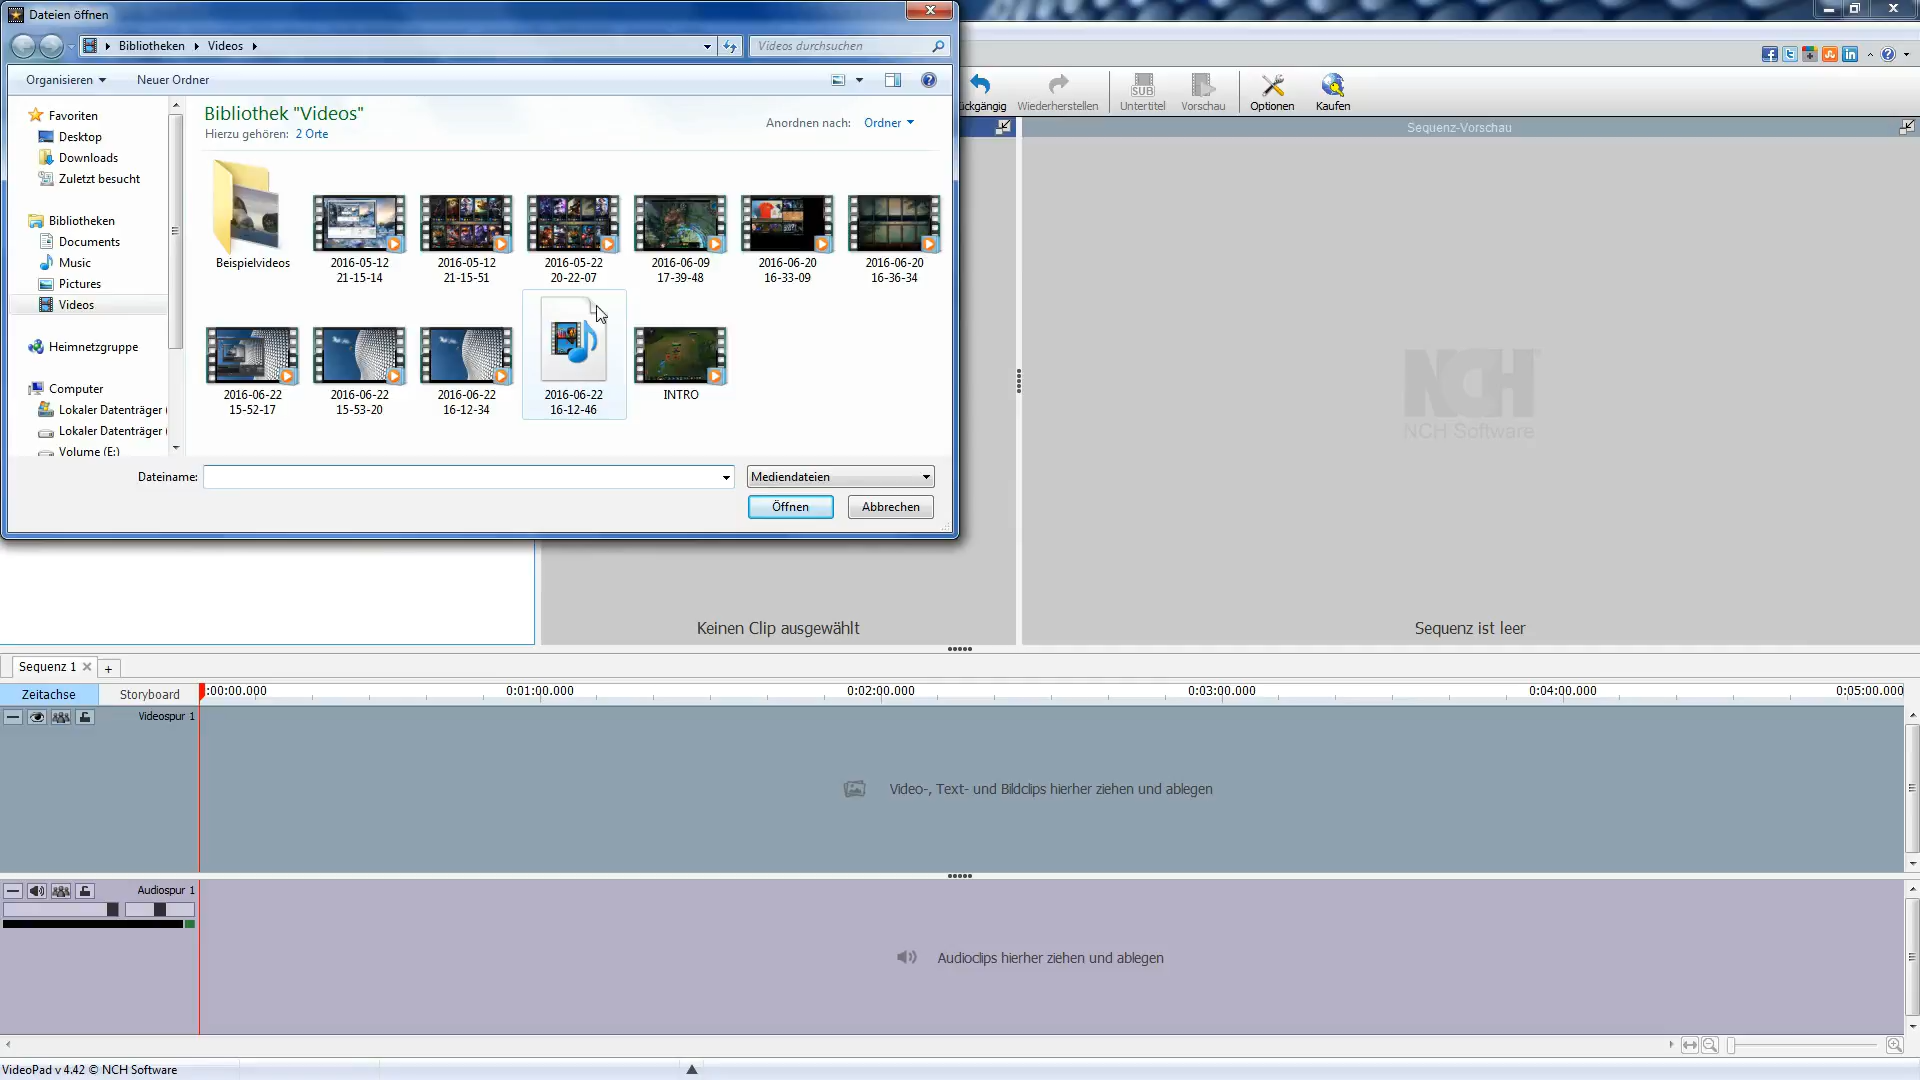 Dateien öffnen
Bibliotheken
Videos
Videos durchsuchen
Organisieren
Neuer Ordner
Favoriten
Desktop
Downloads
Zuletzt besucht
Bibliotheken
Documents
Music
Pictures
Videos
Heimnetzgruppe
Computer
Lokaler Datenträger (
Lokaler Datenträger (
Volume (E:)
Bibliothek "Videos"
Hierzu gehören: 2 Orte
Anordnen nach: Ordner
Beispielvideos
2016-05-12
21-15-14
2016-05-12
21-15-51
2016-05-22
20-22-07
2016-06-09
17-39-48
2016-06-20
16-33-09
2016-06-20
16-36-34
2016-06-22
15-52-17
2016-06-22
15-53-20
2016-06-22
16-12-34
2016-06-22
16-12-46
INTRO
Dateiname:
Mediendateien
Öffnen
Abbrechen
ückgängig
Wiederherstellen
SUB
Untertitel
Vorschau
Optionen
Kaufen
Sequenz-Vorschau
NCH
NCH Software
Keinen Clip ausgewählt
Sequenz ist leer
Sequenz 1
Zeitachse
Storyboard
:00:00.000
0:01:00.000
0:02:00.000
0:03:00.000
0:04:00.000
0:05:00.000
Videospur 1
Video-, Text- und Bildclips hierher ziehen und ablegen
Audiospur 1
Audioclips hierher ziehen und ablegen
VideoPad v 4.42 © NCH Software